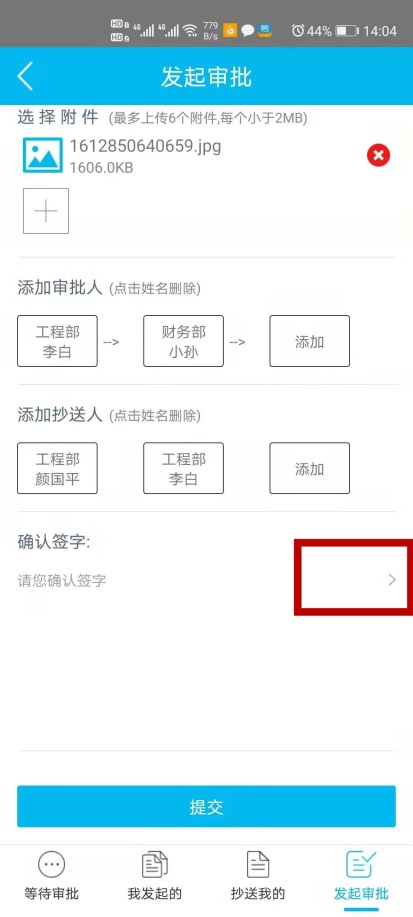 HD 1 4G 4G 779 44% 14:04
HD 2 B/s
发起审批
选择附件 (最多上传6个附件,每个小于2MB)
1612850640659.jpg
1606.0KB
添加审批人 (点击姓名删除)
工程部 --> 财务部 --> 添加
李白 小孙
添加抄送人 (点击姓名删除)
工程部 工程部 添加
颜国平 李白
确认签字:
请您确认签字
提交
等待审批 我发起的 抄送我的 发起审批